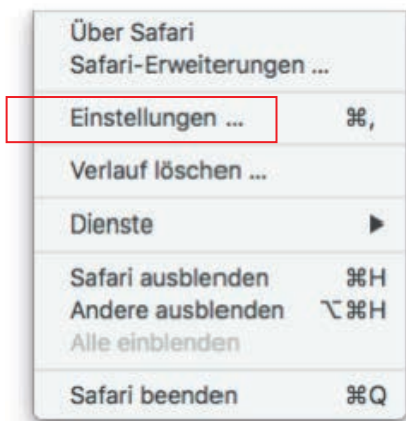 Über Safari
Safari-Erweiterungen ...
Einstellungen ... ⌘,
Verlauf löschen ...
Dienste ▶
Safari ausblenden ⌘H
Andere ausblenden ⌥⌘H
Alle einblenden
Safari beenden ⌘Q